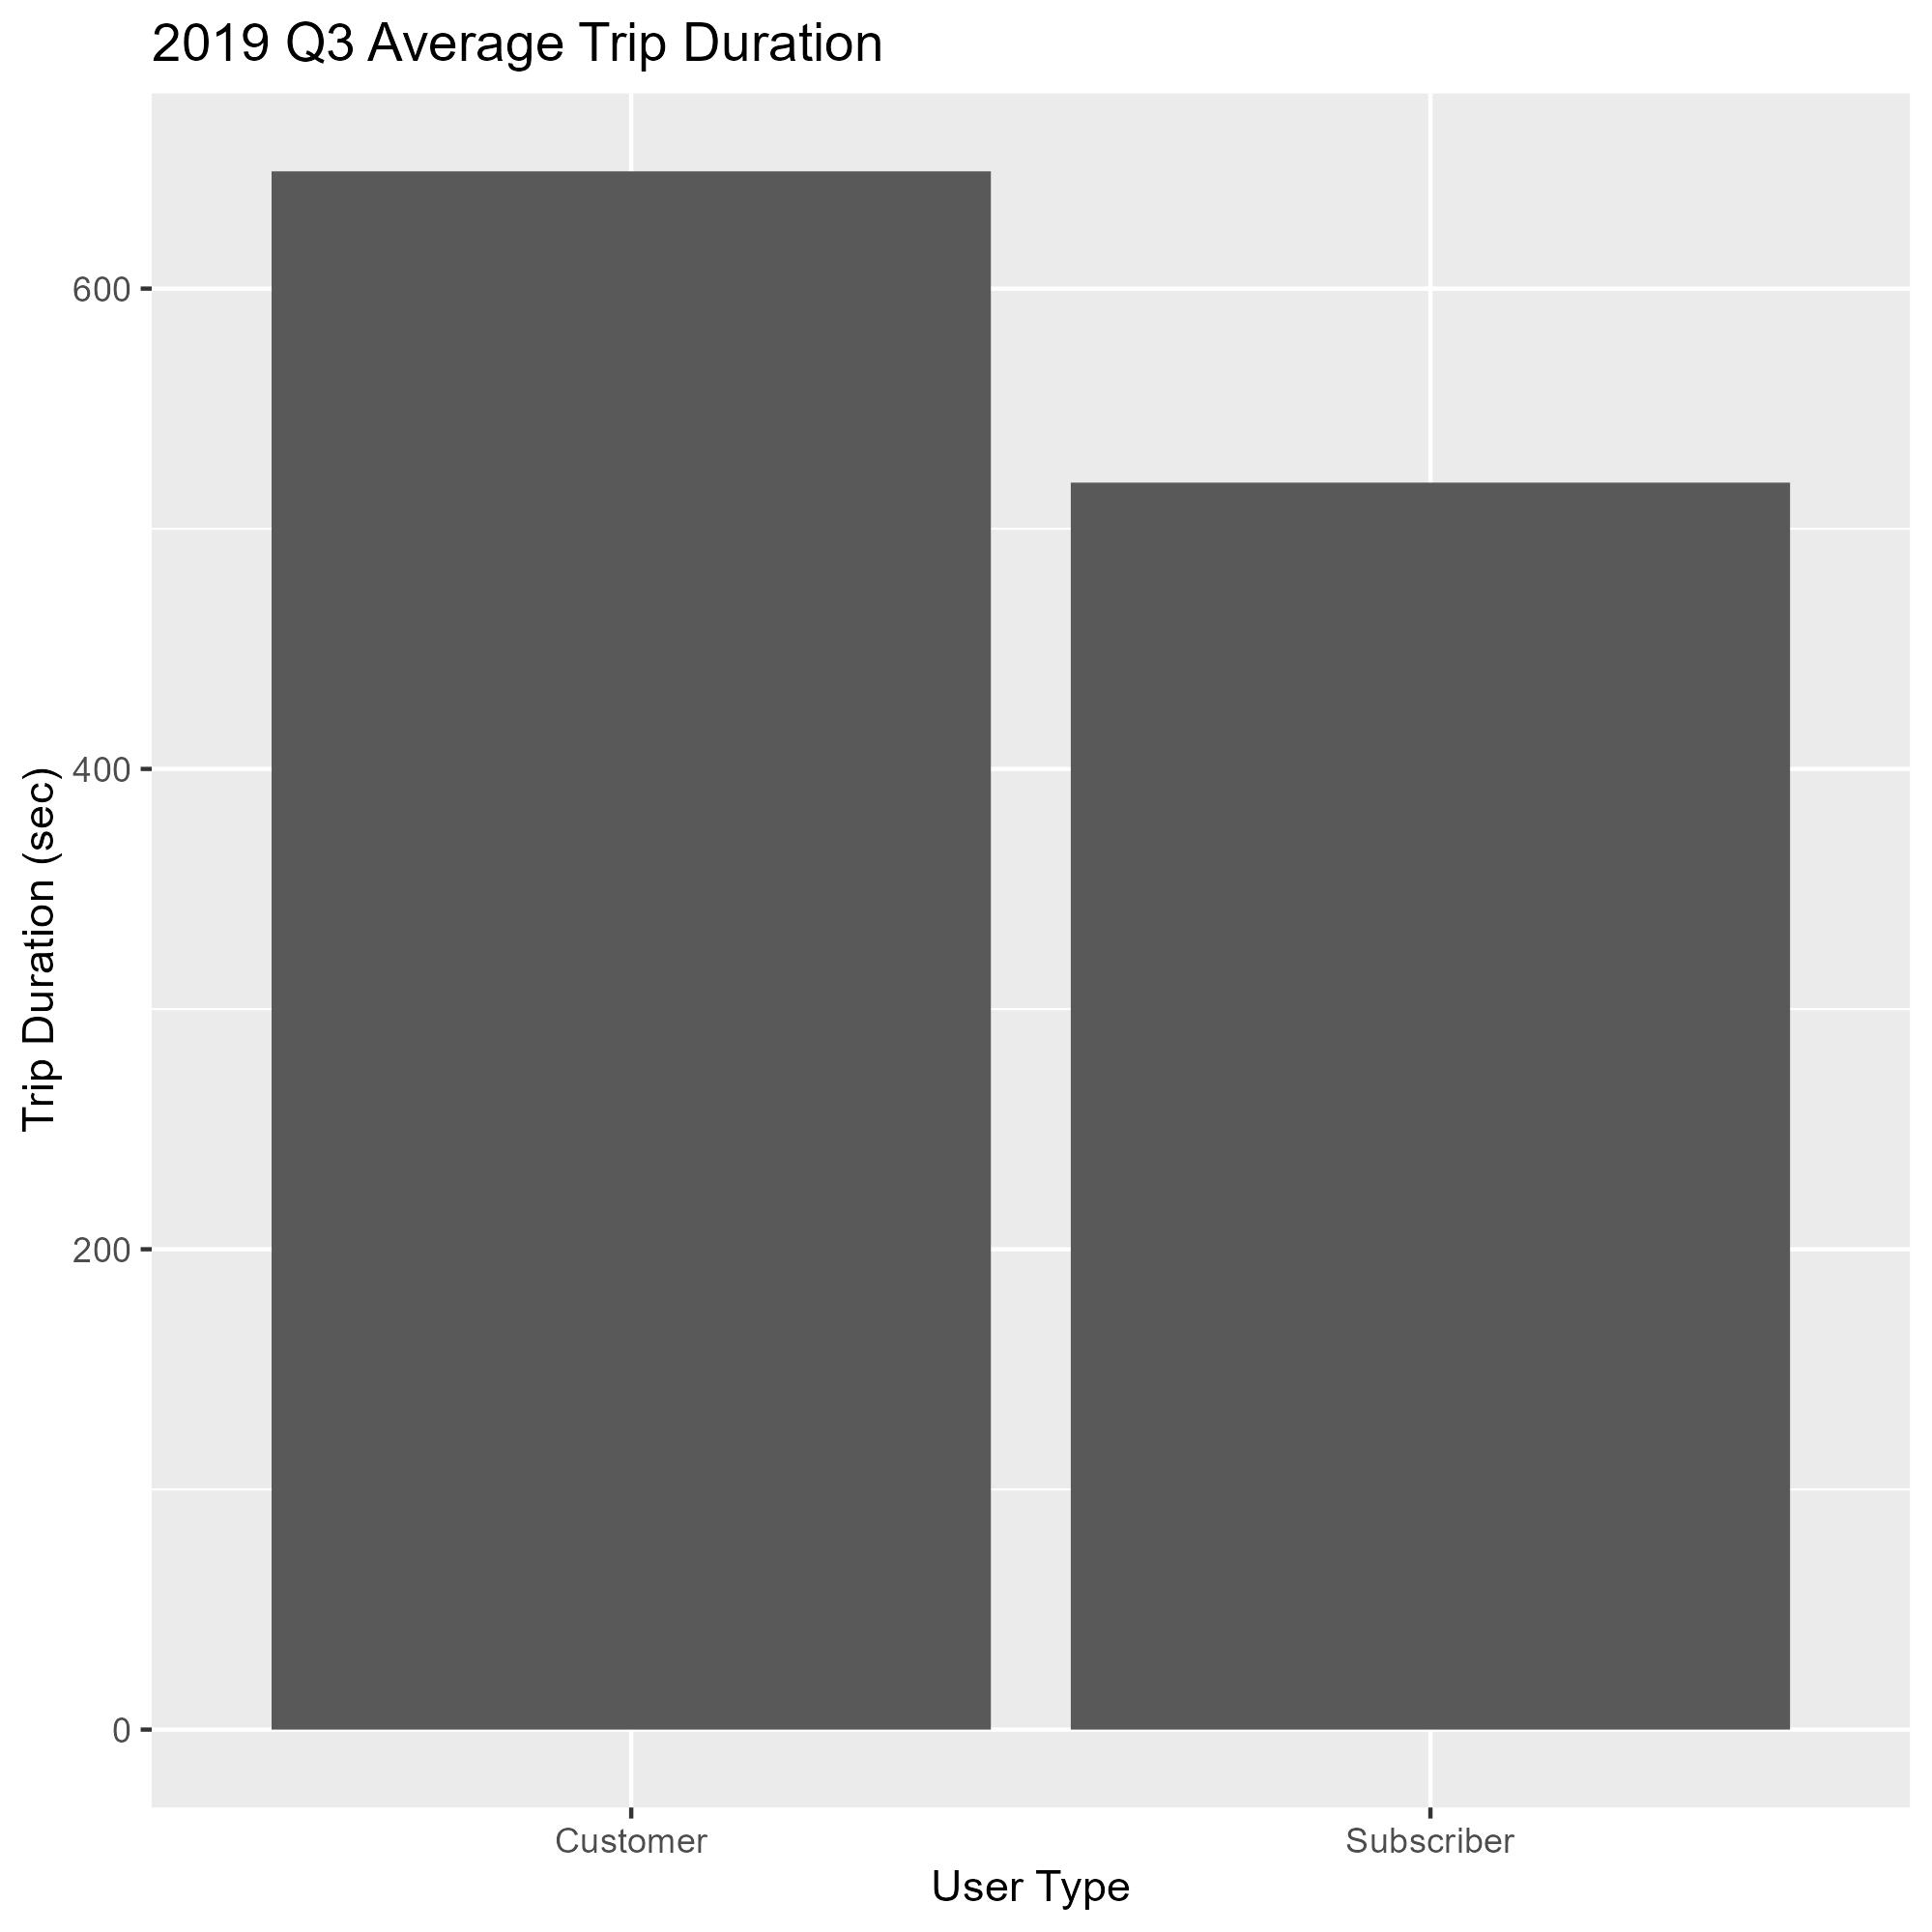 2019 Q3 Average Trip Duration
Trip Duration (sec)
600
400
200
0
Customer
Subscriber
User Type